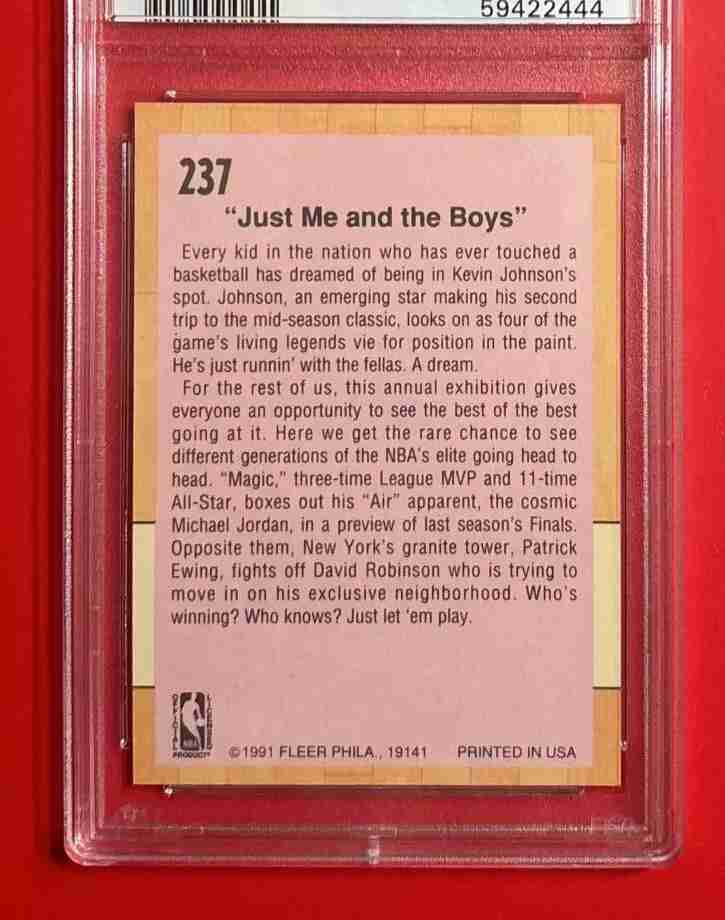 59422444
237
“Just Me and the Boys”
Every kid in the nation who has ever touched a
basketball has dreamed of being in Kevin Johnson's
spot. Johnson, an emerging star making his second
trip to the mid-season classic, looks on as four of the
game's living legends vie for position in the paint.
He's just runnin' with the fellas. A dream.
For the rest of us, this annual exhibition gives
everyone an opportunity to see the best of the best
going at it. Here we get the rare chance to see
different generations of the NBA's elite going head to
head. “Magic,” three-time League MVP and 11-time
All-Star, boxes out his “Air” apparent, the cosmic
Michael Jordan, in a preview of last season's Finals.
Opposite them, New York's granite tower, Patrick
Ewing, fights off David Robinson who is trying to
move in on his exclusive neighborhood. Who's
winning? Who knows? Just let 'em play.
OFFICIAL
LICENSED
NBA
PRODUCT
©1991 FLEER PHILA., 19141 PRINTED IN USA